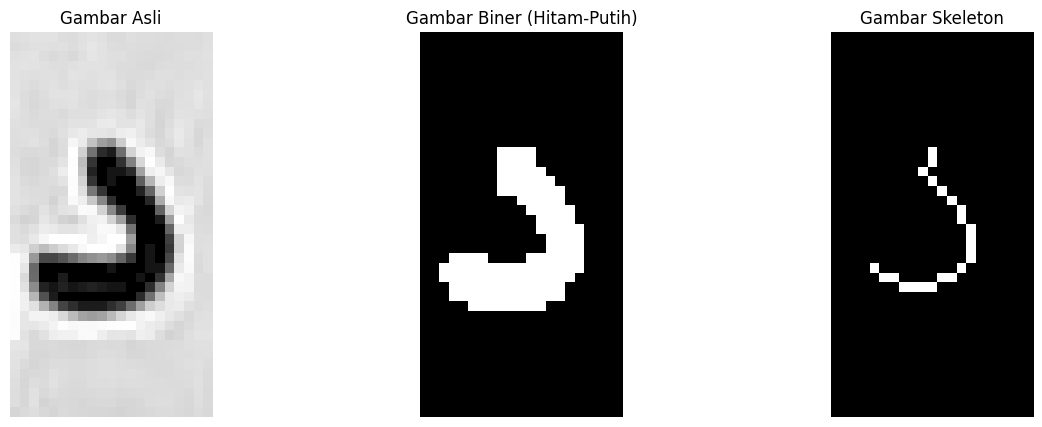 Gambar Asli
Gambar Biner (Hitam-Putih)
Gambar Skeleton
د